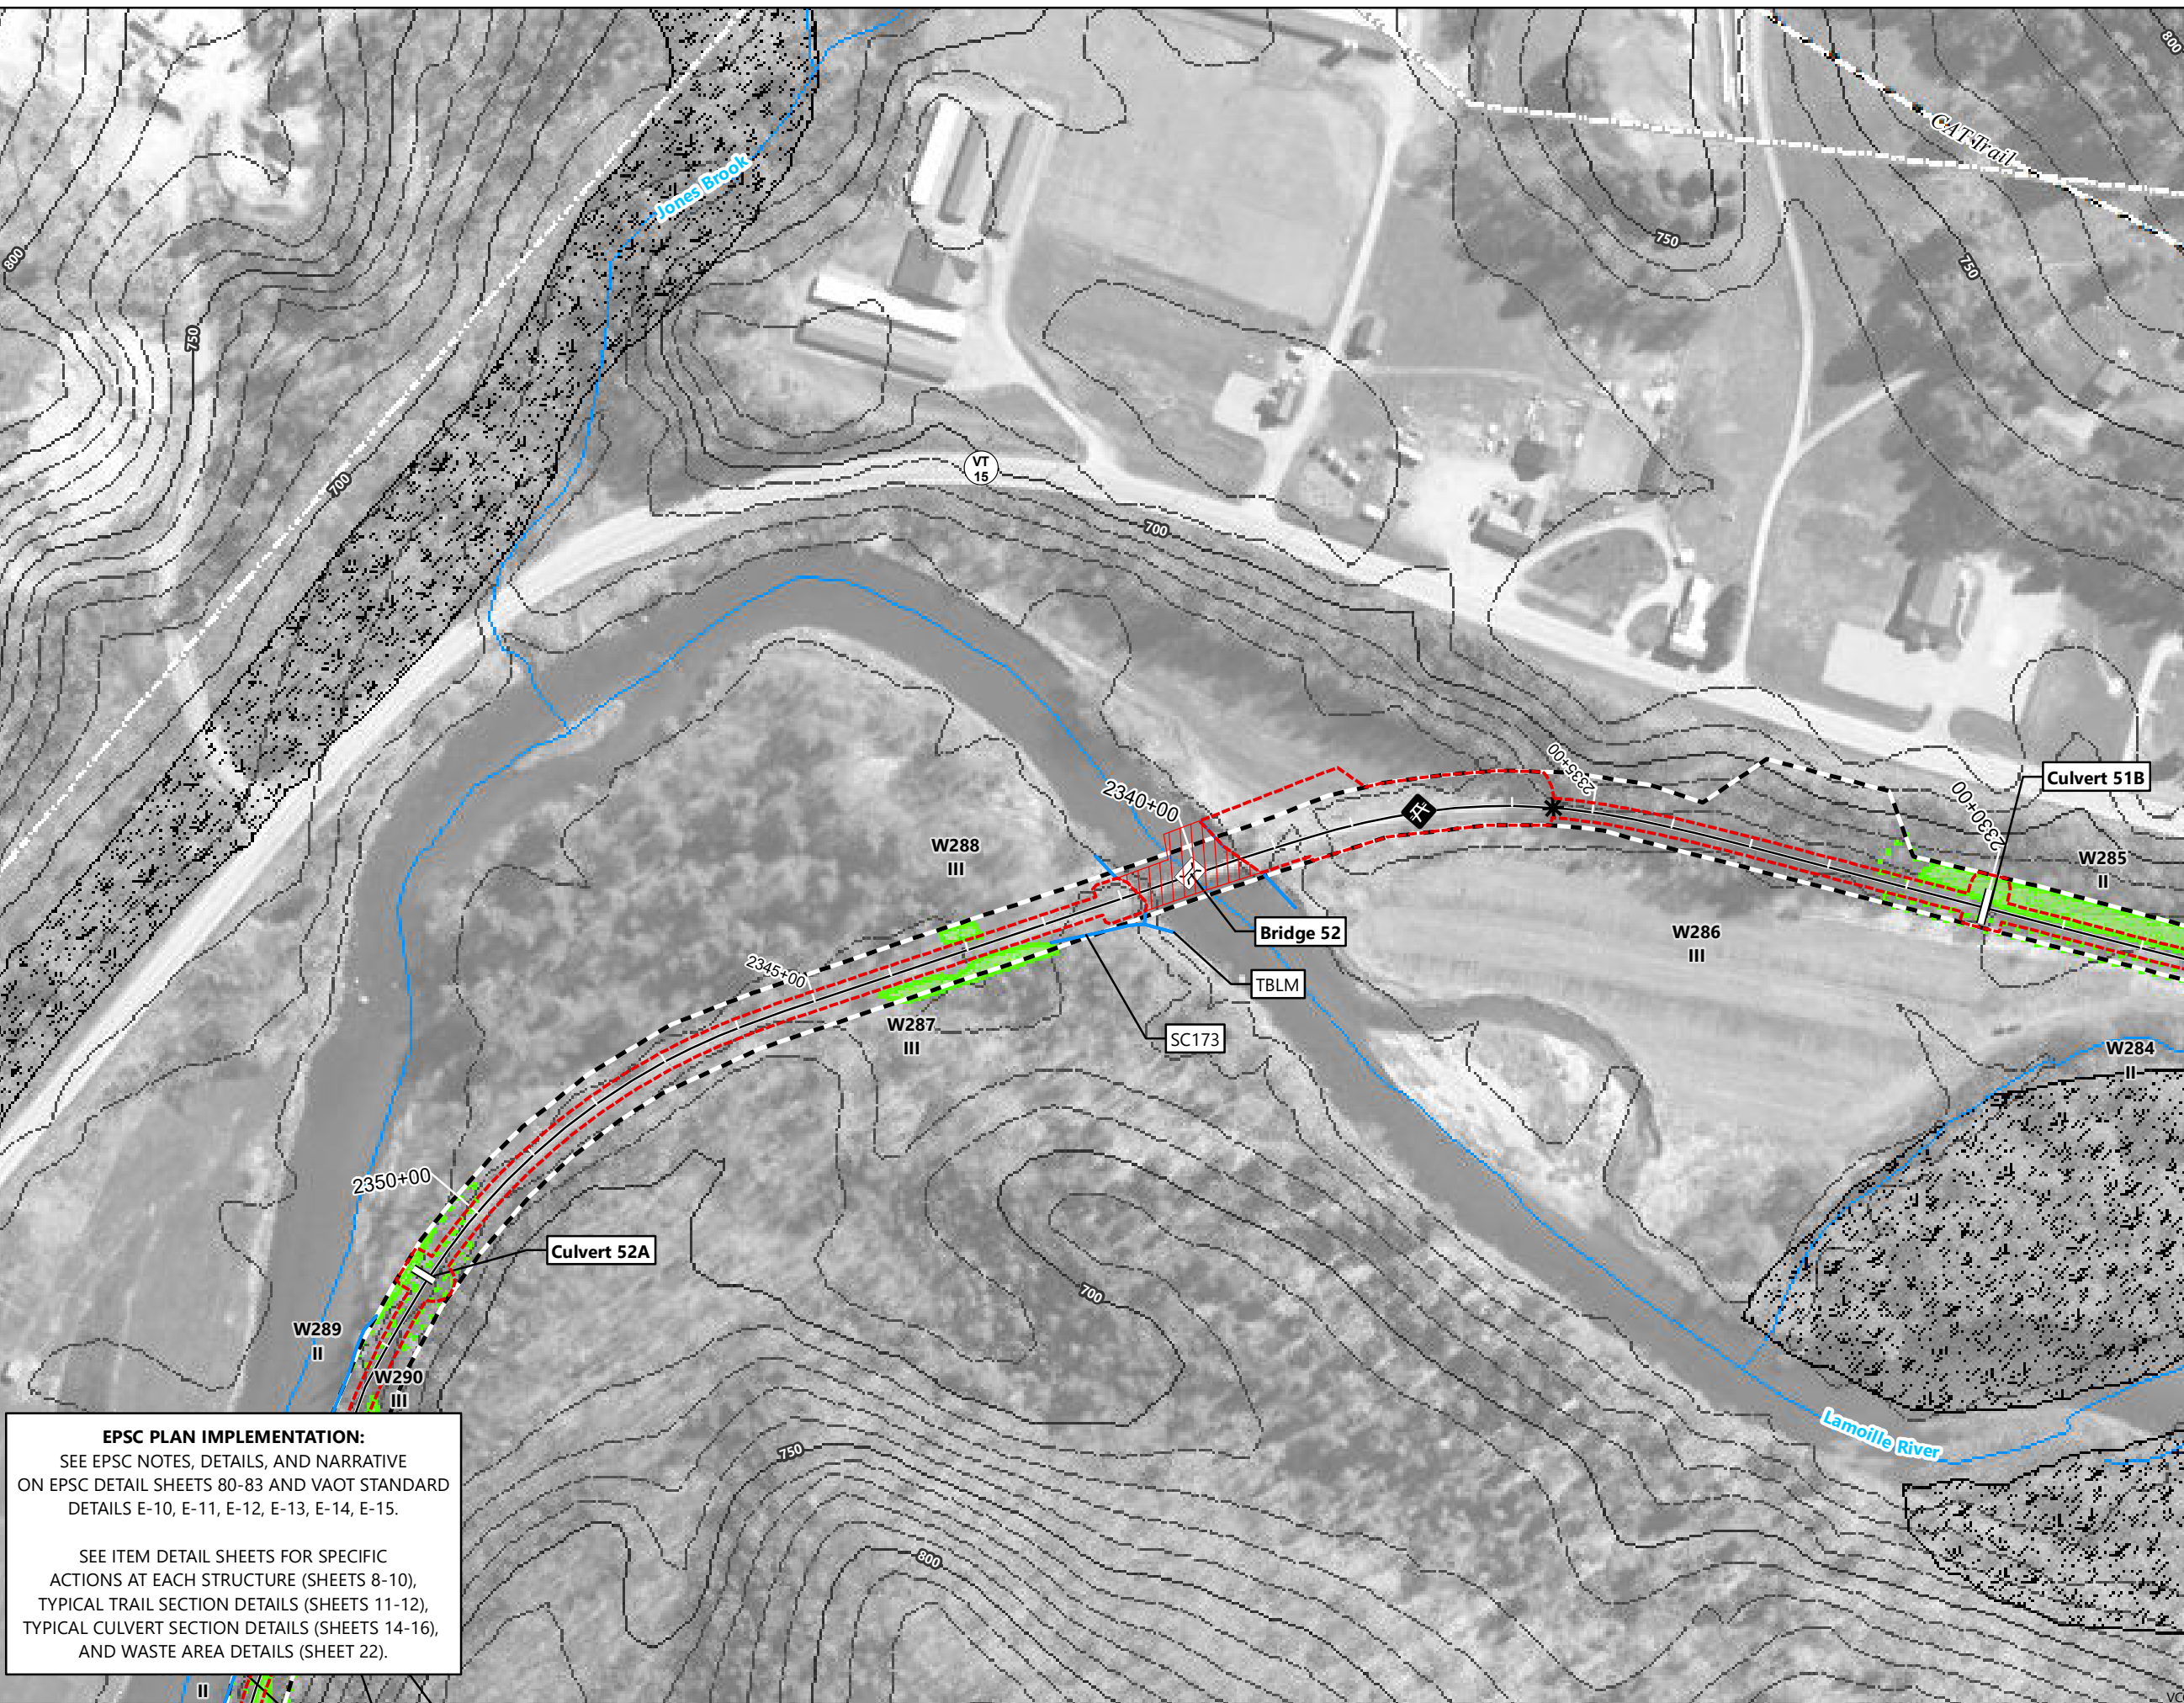 800
CAT Trail
Jones Brook
750
800
750
750
VT
15
700
700
2335+00
2340+00
2330+00
Culvert 51B
W288
III
W285
II
Bridge 52
W286
III
2345+00
TBLM
W287
III
SC173
W284
II
2350+00
Culvert 52A
700
W289
II
W290
III
Lamoille River
750
800
EPSC PLAN IMPLEMENTATION:
SEE EPSC NOTES, DETAILS, AND NARRATIVE
ON EPSC DETAIL SHEETS 80-83 AND VAOT STANDARD
DETAILS E-10, E-11, E-12, E-13, E-14, E-15.
SEE ITEM DETAIL SHEETS FOR SPECIFIC
ACTIONS AT EACH STRUCTURE (SHEETS 8-10),
TYPICAL TRAIL SECTION DETAILS (SHEETS 11-12),
TYPICAL CULVERT SECTION DETAILS (SHEETS 14-16),
AND WASTE AREA DETAILS (SHEET 22).
II